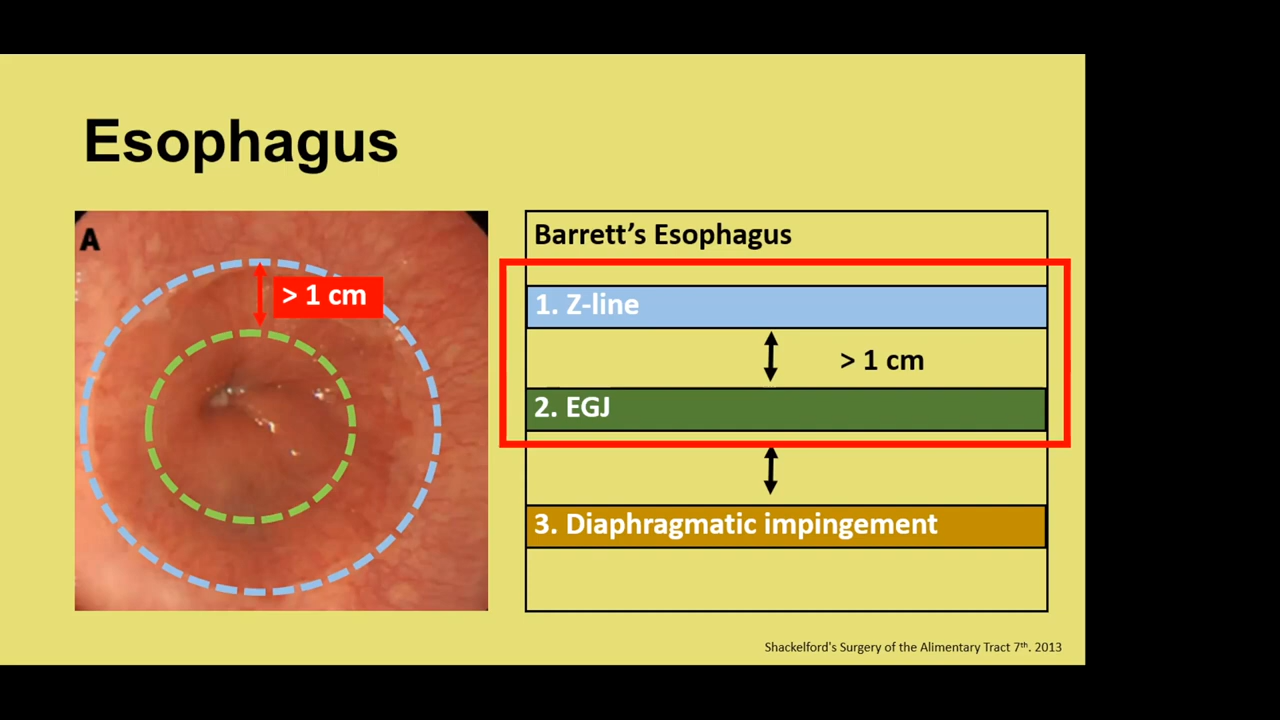 Esophagus
A
> 1 cm
Barrett’s Esophagus
1. Z-line
> 1 cm
2. EGJ
3. Diaphragmatic impingement
Shackelford's Surgery of the Alimentary Tract 7th. 2013